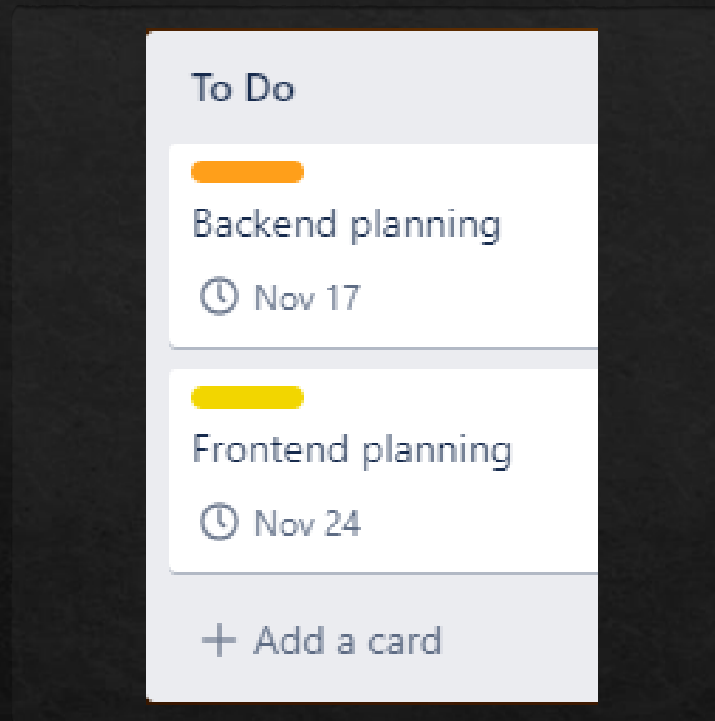 To Do
Backend planning
Nov 17
Frontend planning
Nov 24
+ Add a card